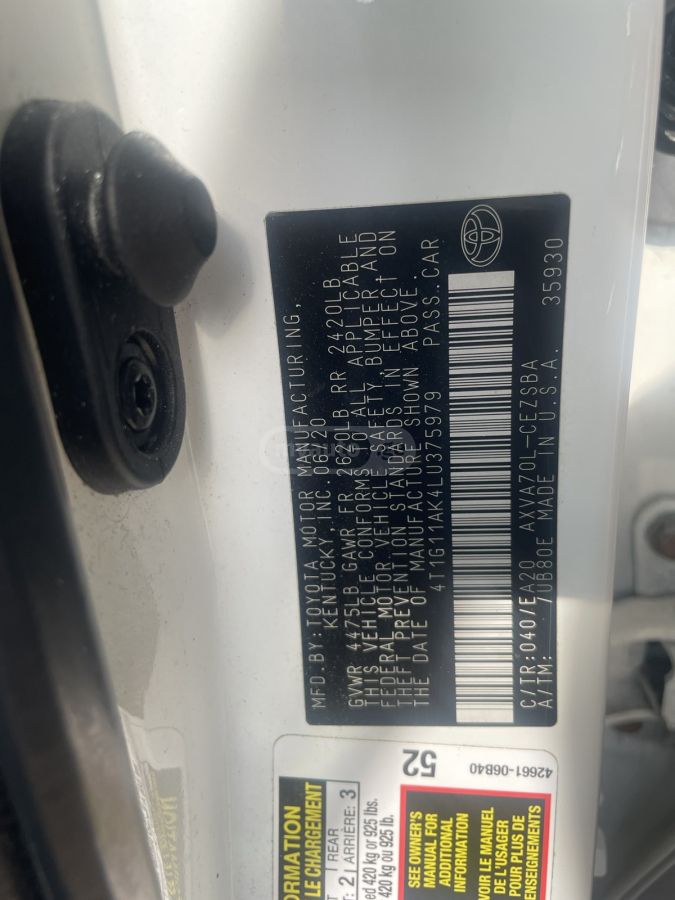 MFD BY:TOYOTA MOTOR MANUFACTURING,
KENTUCKY, INC. 06/20
GVWR 4475LB GAWR FR 2620LB RR 2420LB
THIS VEHICLE CONFORMS TO ALL APPLICABLE
FEDERAL MOTOR VEHICLE SAFETY, BUMPER, AND
THEFT PREVENTION STANDARDS IN EFFECT ON
THE DATE OF MANUFACTURE SHOWN ABOVE.
4T1G11AK4LU375979 PASS.CAR
C/TR:040/EA20 AXVA70L-CEZSBA
A/TM: /UB80E MADE IN U.S.A. 35930
52
42661-06B40
LE CHARGEMENT
REAR
2 ARRIÈRE: 3
420 kg or 925 lbs.
420 kg ou 925 lb.
SEE OWNER'S
MANUAL FOR
ADDITIONAL
INFORMATION
VOIR LE MANUEL
DE L'USAGER
POUR PLUS DE
RENSEIGNEMENTS